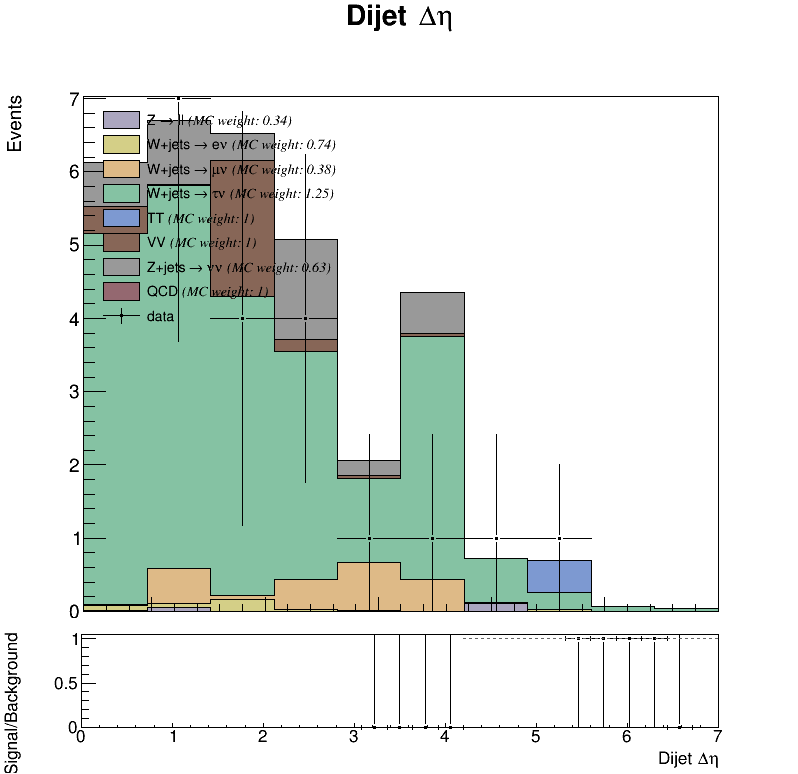 Dijet Δη
Events
7
6
5
4
3
2
1
0
Z → ll (MC weight: 0.34)
W+jets → eν (MC weight: 0.74)
W+jets → μν (MC weight: 0.38)
W+jets → τν (MC weight: 1.25)
TT (MC weight: 1)
VV (MC weight: 1)
Z+jets → νν (MC weight: 0.63)
QCD (MC weight: 1)
data
Signal/Background
1
0.5
0
0 1 2 3 4 5 6 7
Dijet Δη